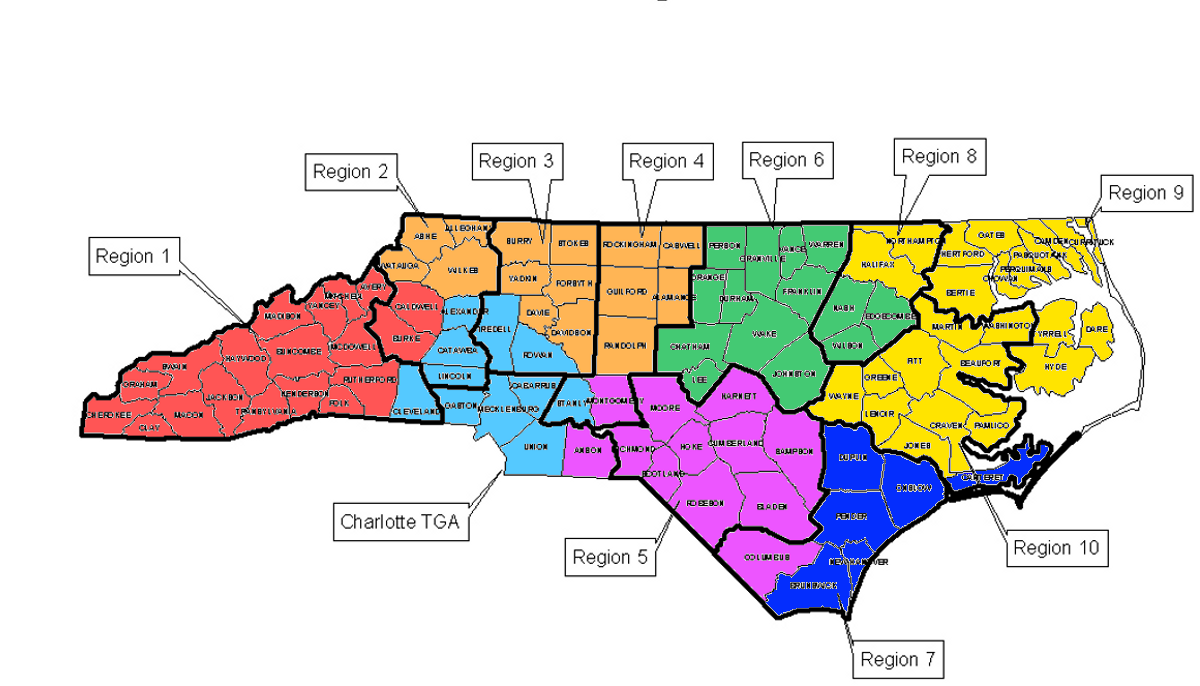 Region 8
Region 3
Region 4
Region 6
Region 2
Region 9
Region 1
ASHE
ALLEGHAN
SURRY
STOKES
ROCKINGHAM
CASWELL
PERSON
GRANVILLE
VANCE
WARREN
NORTHAMPTO
GATES
CAMDEN
CURRITUCK
HERTFORD
PASQUOTANK
PERQUIMANS
CHOWAN
WATAUGA
WILKES
YADKIN
FORSYTH
GUILFORD
ALAMANCE
ORANGE
DURHAM
FRANKLIN
HALIFAX
BERTIE
AVERY
MITCHELL
YANCEY
MADISON
CALDWELL
ALEXANDER
IREDELL
DAVIE
DAVIDSON
RANDOLPH
CHATHAM
WAKE
NASH
EDGECOMBE
WILSON
MARTIN
WASHINGTON
TYRRELL
DARE
HYDE
BEAUFORT
PITT
GREENE
BURKE
MCDOWELL
BUNCOMBE
HAYWOOD
SWAIN
GRAHAM
CHEROKEE
CLAY
MACON
JACKSON
TRANSYLVANIA
HENDERSON
POLK
RUTHERFORD
CLEVELAND
CATAWBA
LINCOLN
ROWAN
GASTON
MECKLENBURG
CABARRUS
STANLY
MONTGOMERY
MOORE
LEE
HARNETT
JOHNSTON
WAYNE
LENOIR
CRAVEN
PAMLICO
JONES
UNION
ANSON
RICHMOND
HOKE
CUMBERLAND
SAMPSON
SCOTLAND
ROBESON
BLADEN
DUPLIN
ONSLOW
CARTERET
PENDER
COLUMBUS
NEW HANOVER
BRUNSWICK
Charlotte TGA
Region 5
Region 10
Region 7